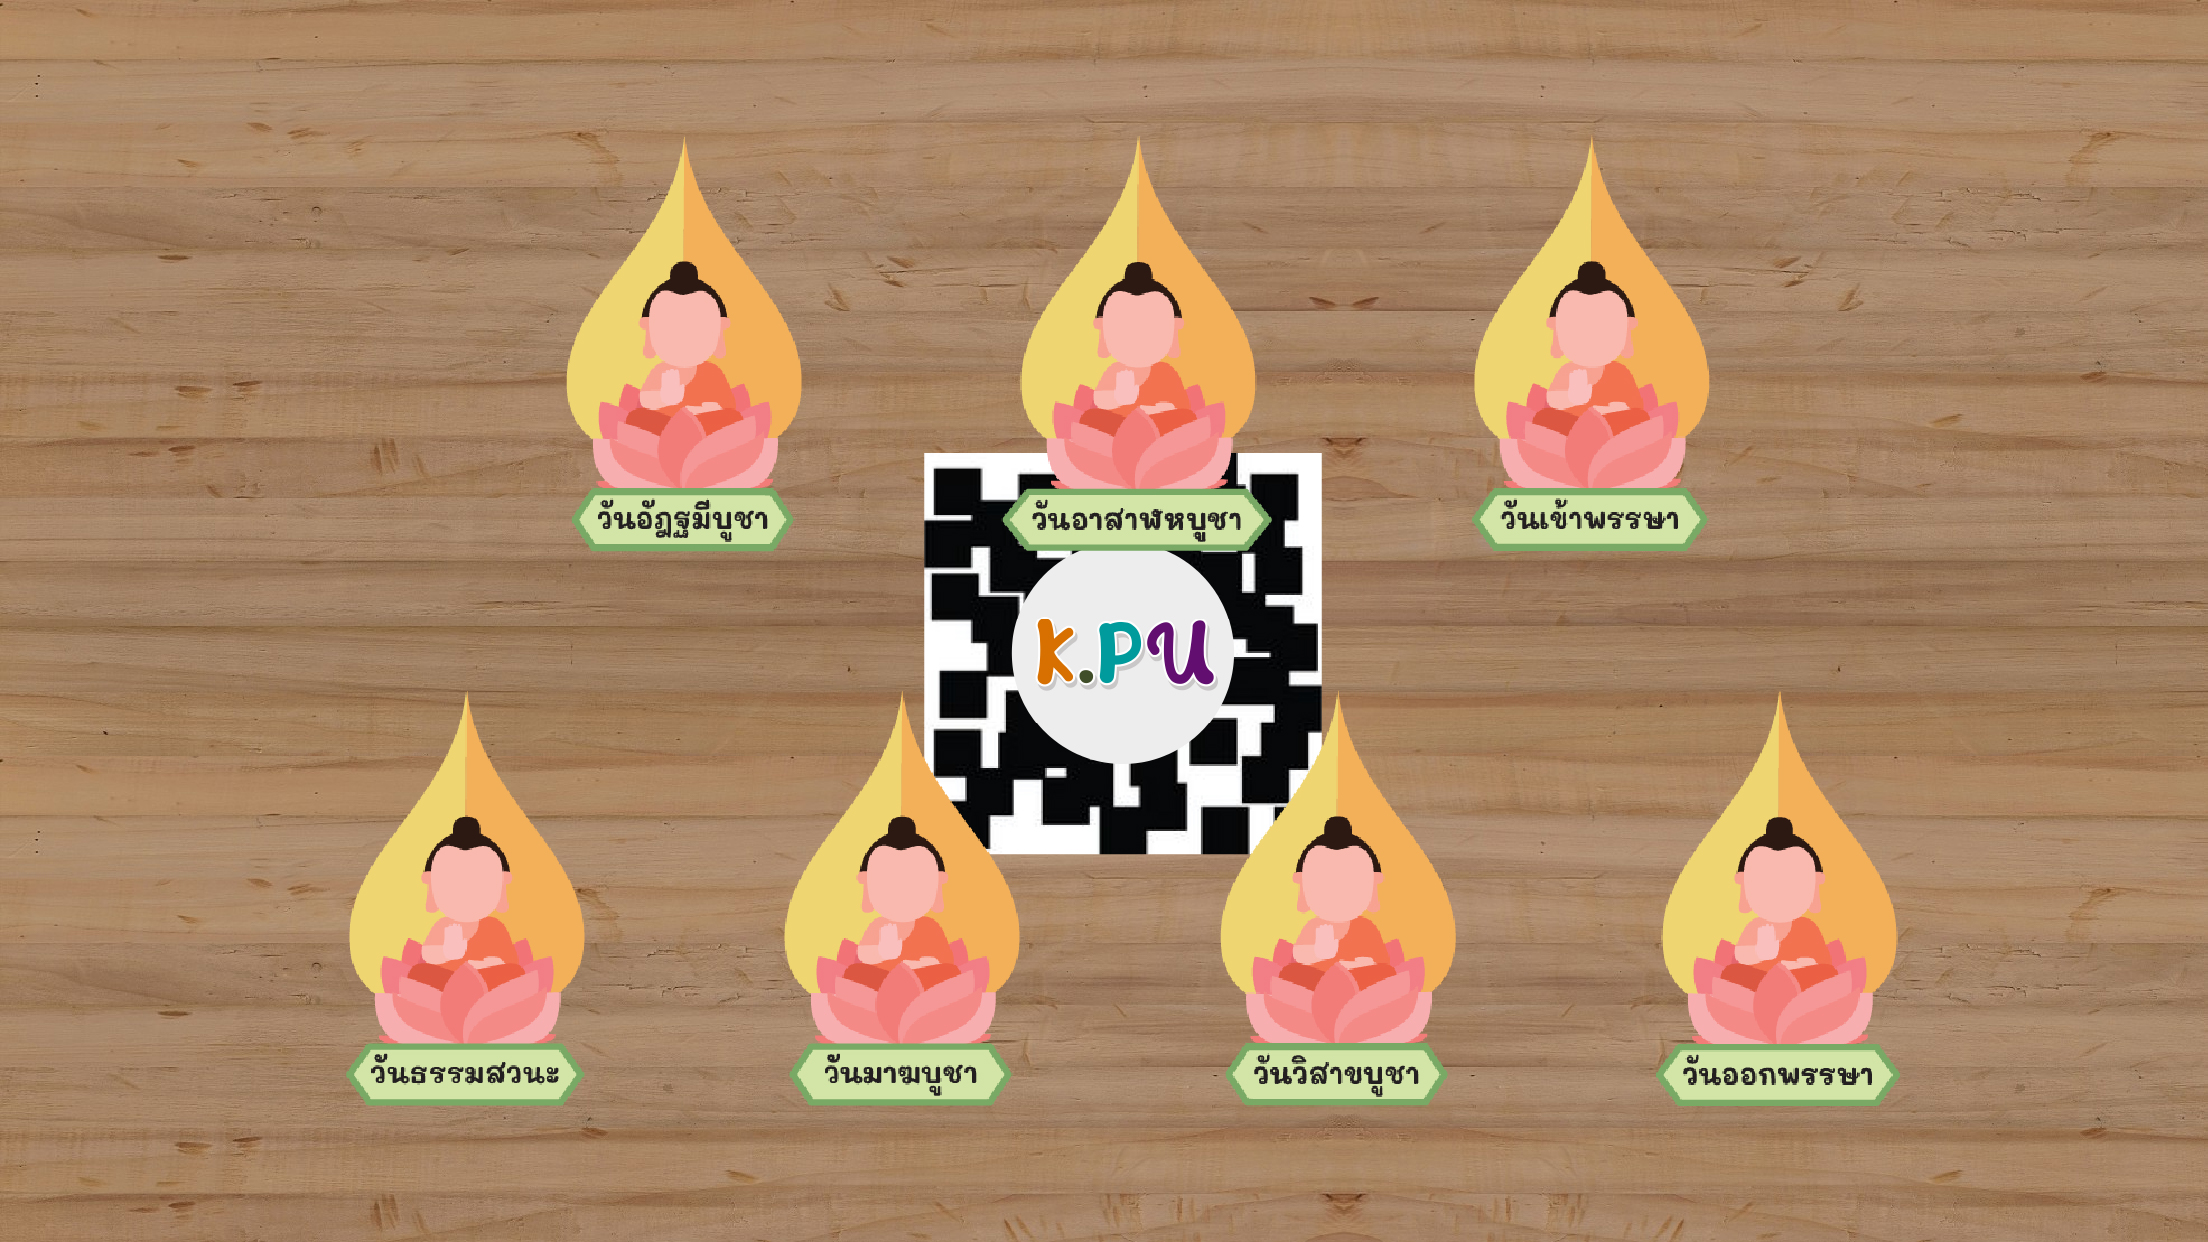 วันอัฏฐมีบูชา
วันอาสาฬหบูชา
วันเข้าพรรษา
K.PU
วันธรรมสวนะ
วันมาฆบูชา
วันวิสาขบูชา
วันออกพรรษา